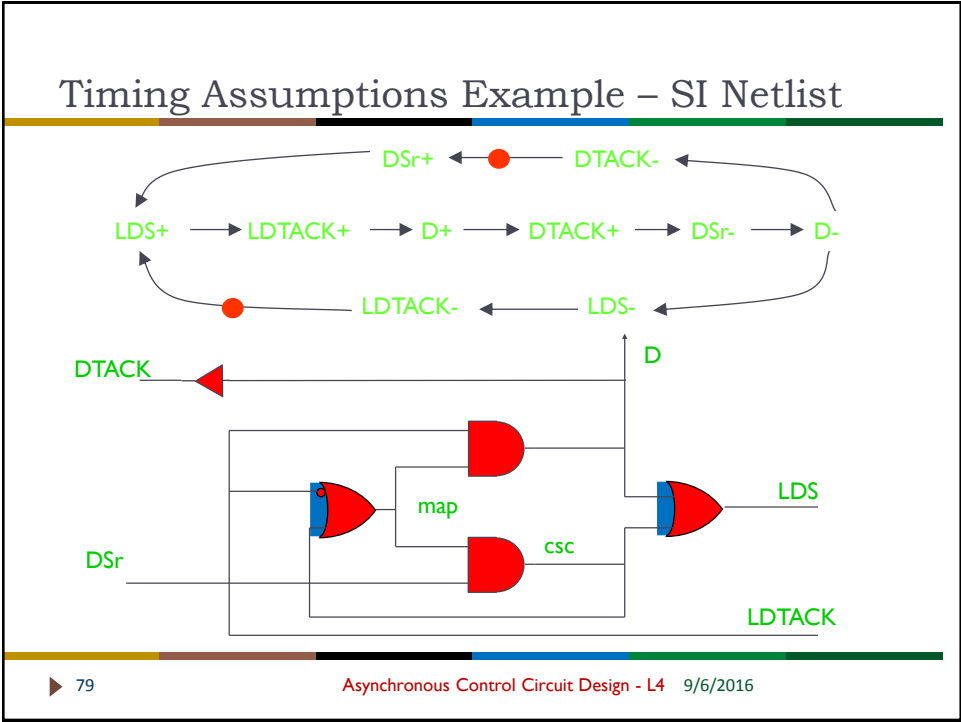 Timing Assumptions Example – SI Netlist
DSr+ DTACK-
LDS+ LDTACK+ D+ DTACK+ DSr- D-
LDTACK- LDS-
D
DTACK
LDS
map
csc
DSr
LDTACK
79 Asynchronous Control Circuit Design - L4 9/6/2016